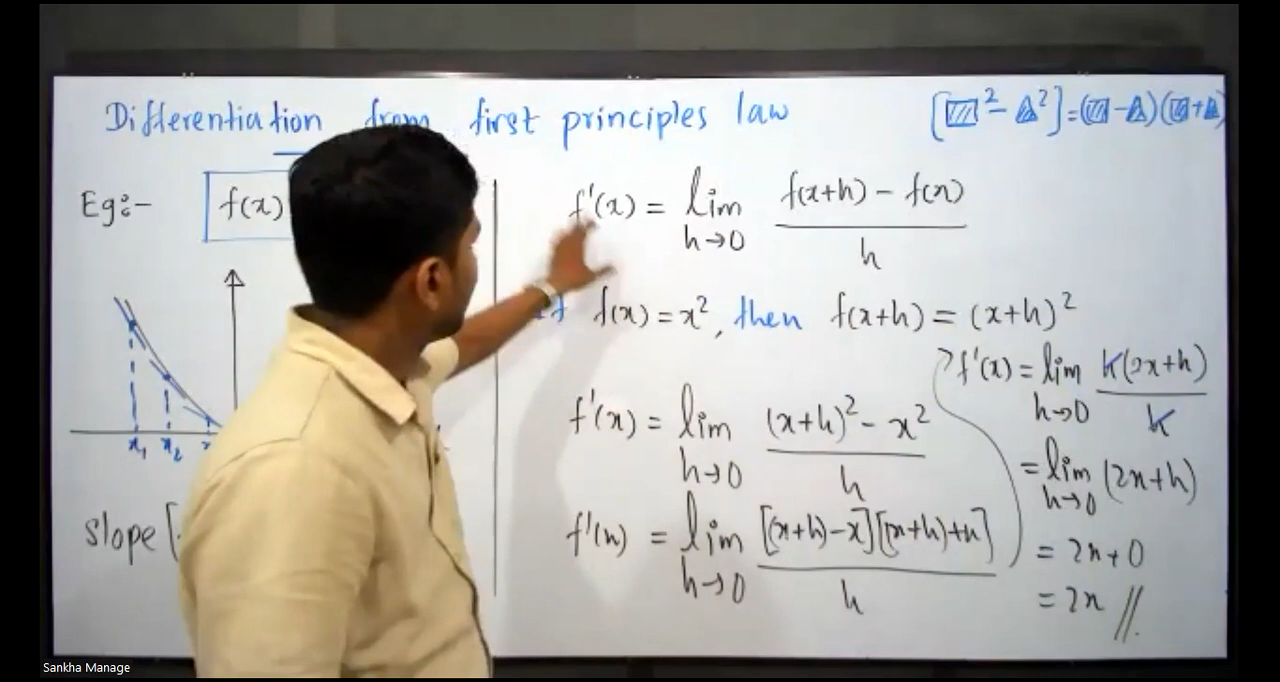 Differentiation from first principles law
[▨² - ▲²] = (▨ - ▲)(▨ + ▲)
Eg:-
f(x)
x₁ x₂
slope [
f'(x) = lim h→0 f(x+h) - f(x) / h
f(x) = x², then f(x+h) = (x+h)²
f'(x) = lim h→0 (x+h)² - x² / h
f'(x) = lim h→0 [(x+h)-x][(x+h)+x] / h
f'(x) = lim h→0 h(2x+h) / h
= lim h→0 (2x+h)
= 2x+0
= 2x //
Sankha Manage